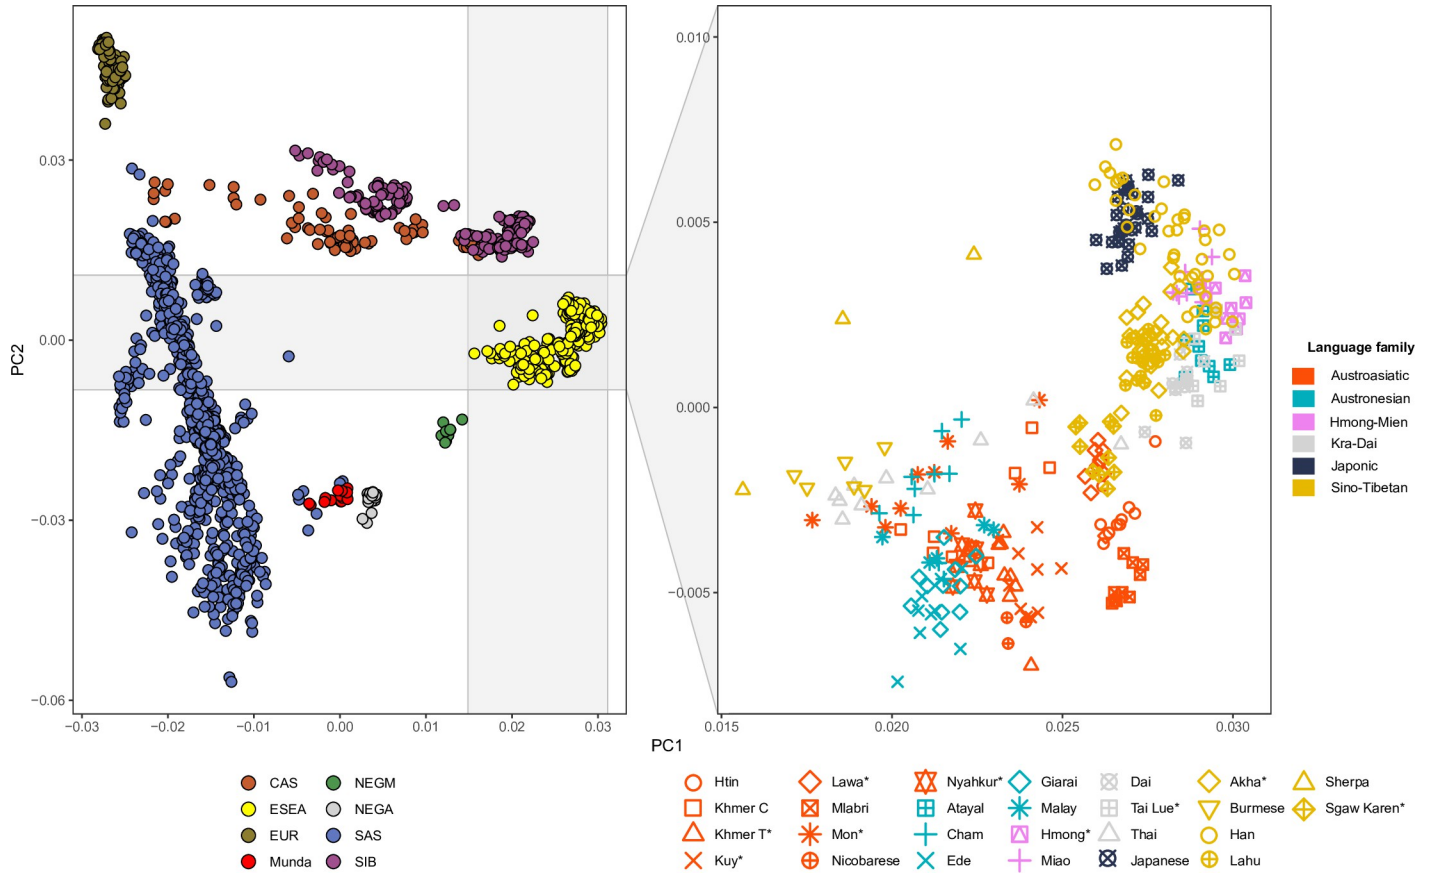 0.010
0.03
0.005
0.00
0.000
−0.03
−0.005
−0.06
PC2
−0.03 −0.02 −0.01 0.00 0.01 0.02 0.03
0.015 0.020 0.025 0.030
PC1
Language family
Austroasiatic
Austronesian
Hmong-Mien
Kra-Dai
Japonic
Sino-Tibetan
CAS NEGM
ESEA NEGA
EUR SAS
Munda SIB
Htin Lawa* Nyahkur* Giarai Dai Akha* Sherpa
Khmer C Mlabri Atayal Malay Tai Lue* Burmese Sgaw Karen*
Khmer T* Mon* Cham Hmong* Thai Han
Kuy* Nicobarese Ede Miao Japanese Lahu